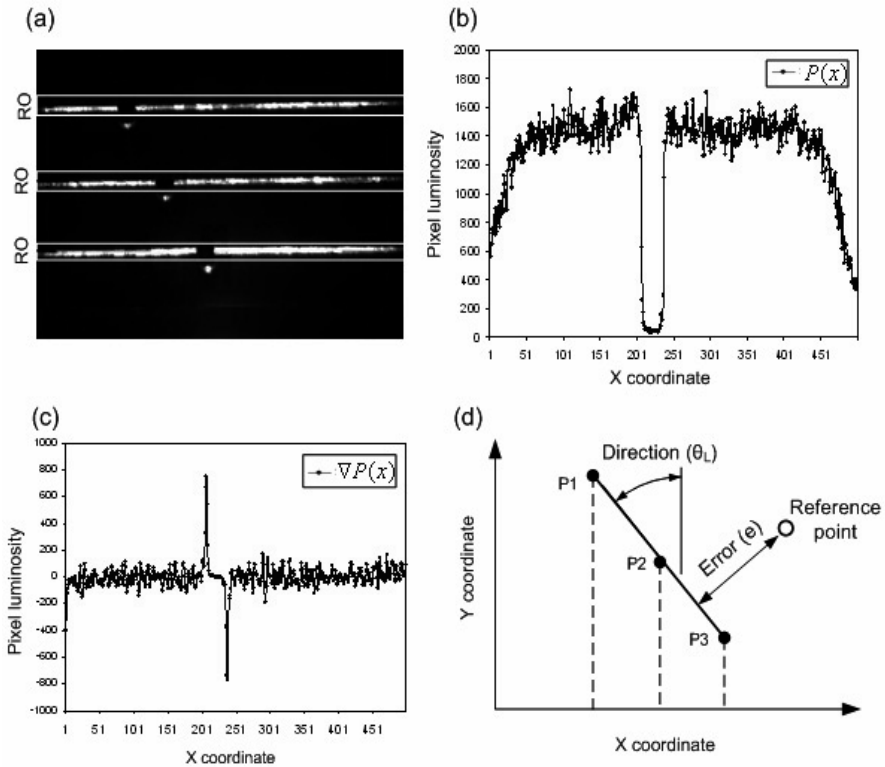 (a)
RO
RO
RO
(b)
2000
1800
1600
1400
1200
1000
800
600
400
200
0
Pixel luminosity
P(x)
1 51 101 151 201 251 301 351 401 451
X coordinate
(c)
1000
800
600
400
200
0
-200
-400
-600
-800
-1000
Pixel luminosity
∇P(x)
1 51 101 151 201 251 301 351 401 451
X coordinate
(d)
Direction (θL)
P1
Reference
point
Error (e)
P2
P3
Y coordinate
X coordinate